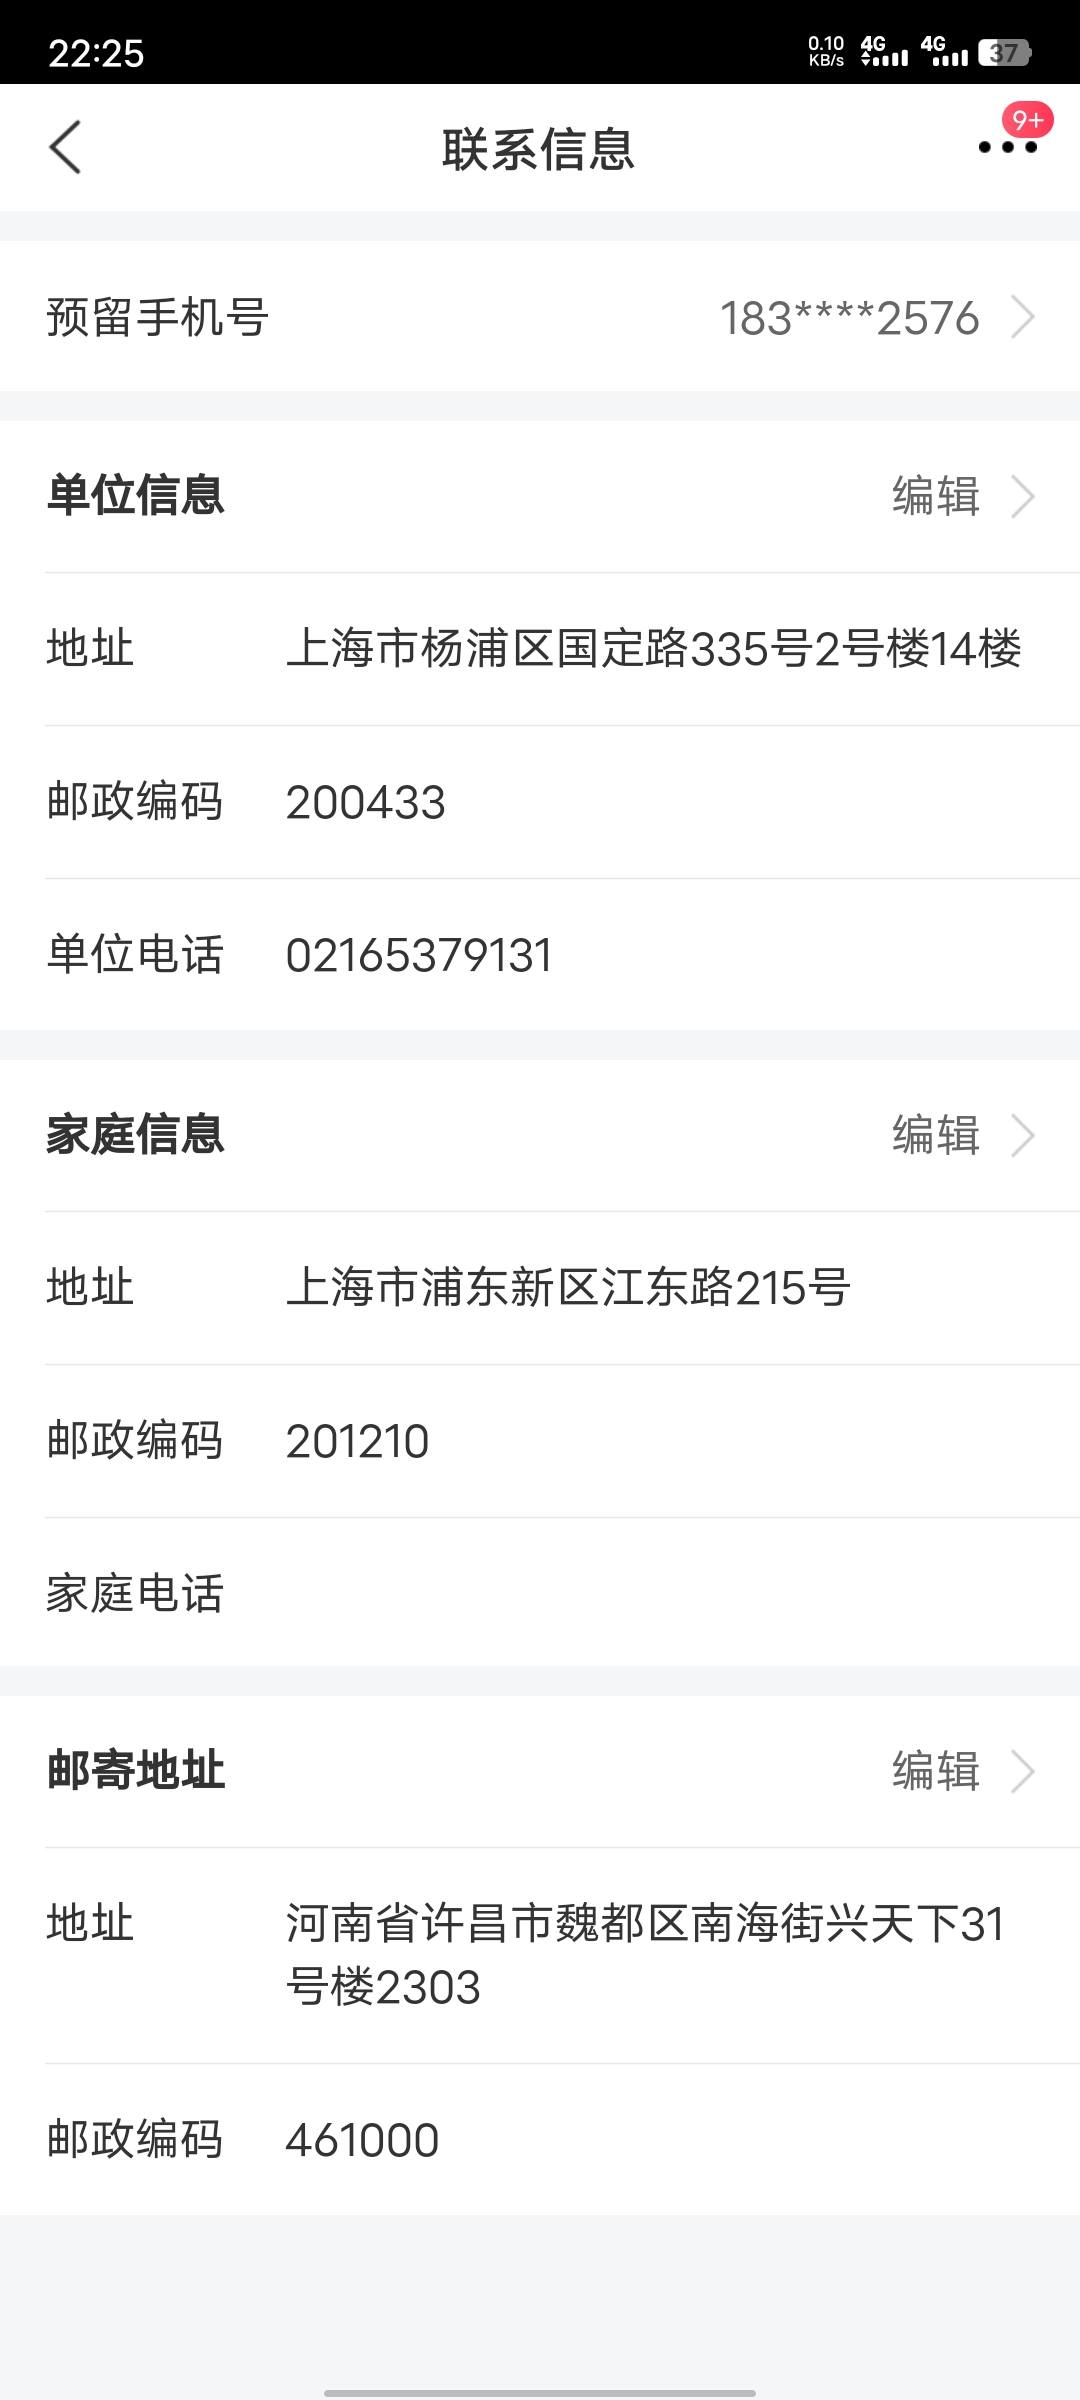 22:25
0.10 KB/s 4G 4G 37
联系信息
9+
预留手机号 183****2576
单位信息 编辑
地址 上海市杨浦区国定路335号2号楼14楼
邮政编码 200433
单位电话 02165379131
家庭信息 编辑
地址 上海市浦东新区江东路215号
邮政编码 201210
家庭电话
邮寄地址 编辑
地址 河南省许昌市魏都区南海街兴天下31
号楼2303
邮政编码 461000